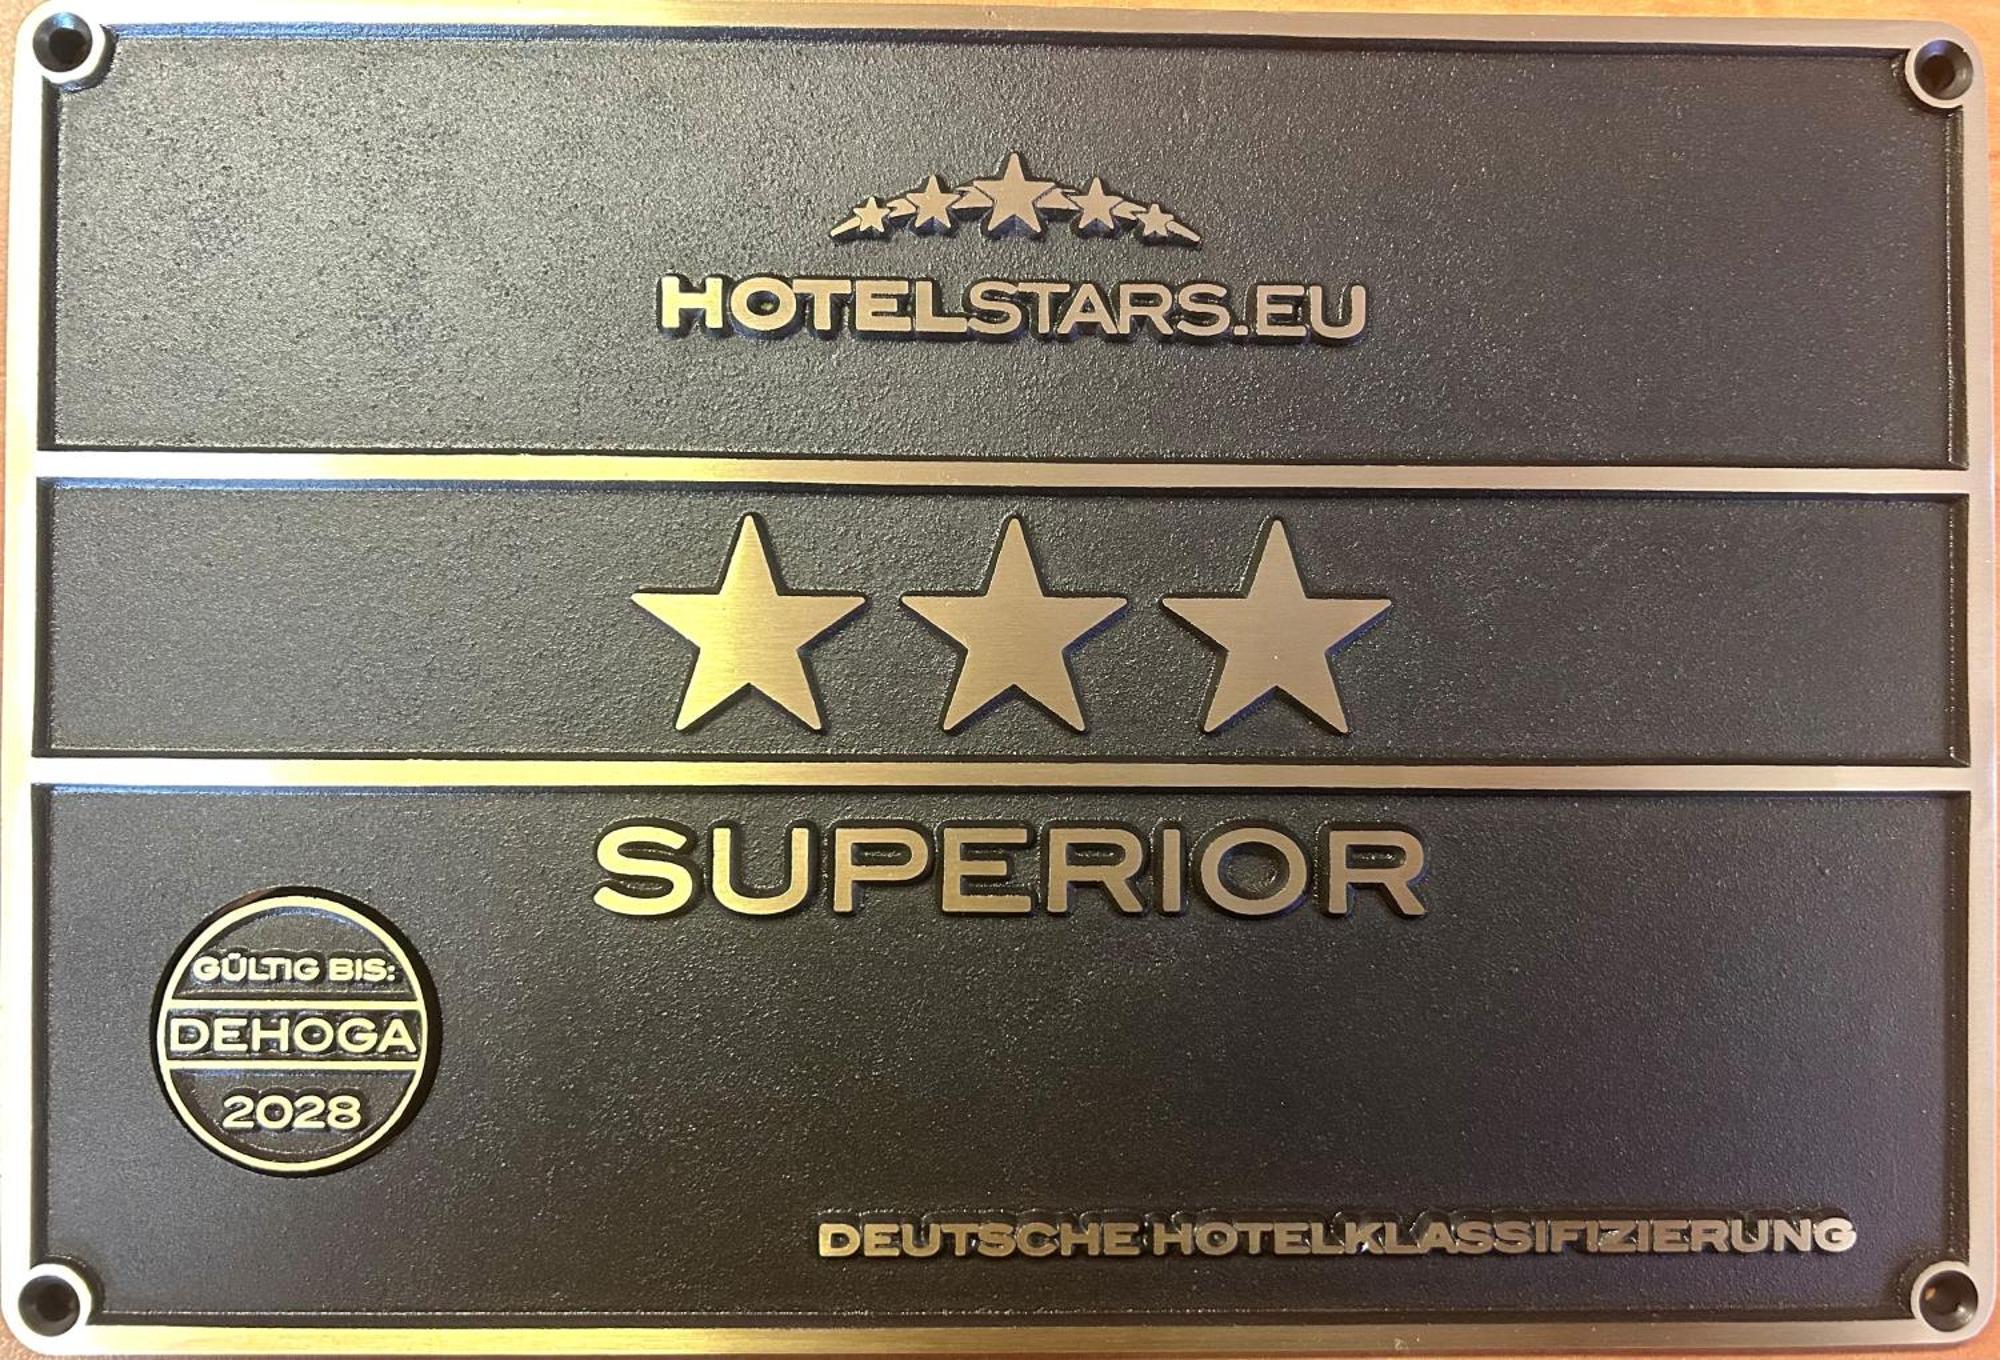 HOTELSTARS.EU
SUPERIOR
GÜLTIG BIS:
DEHOGA
2028
DEUTSCHE HOTELKLASSIFIZIERUNG